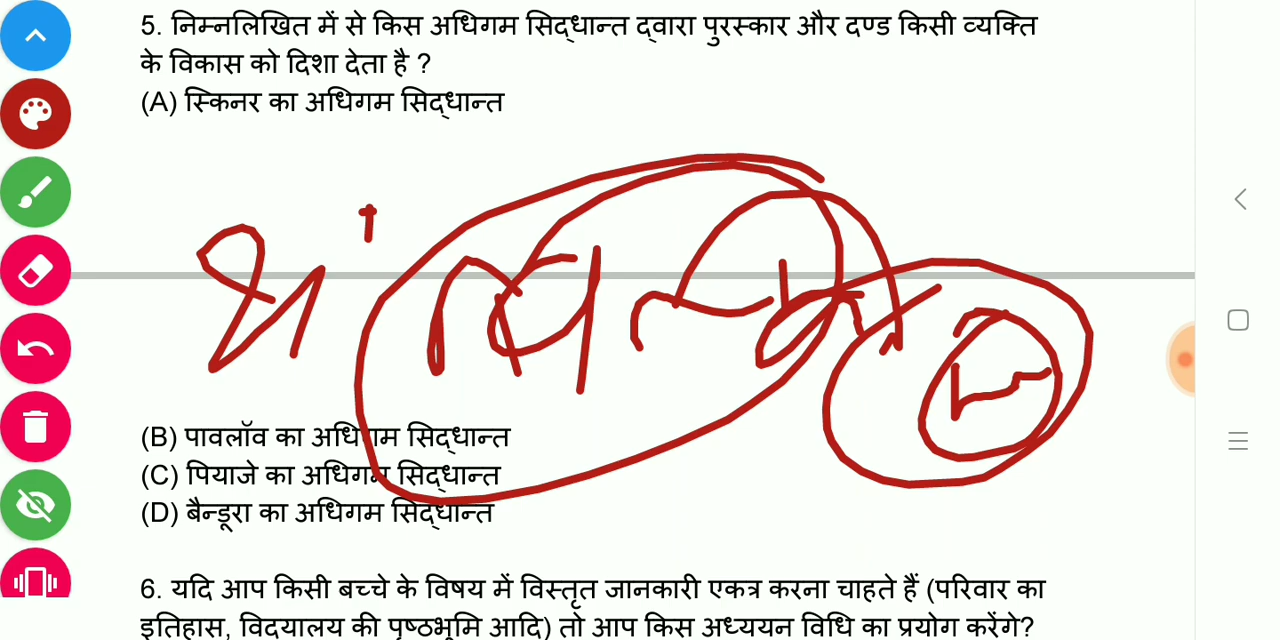 5. निम्नलिखित में से किस अधिगम सिद्धान्त द्वारा पुरस्कार और दण्ड किसी व्यक्ति
के विकास को दिशा देता है ?
(A) स्किनर का अधिगम सिद्धान्त
(B) पावलॉव का अधिगम सिद्धान्त
(C) पियाजे का अधिगम सिद्धान्त
(D) बैन्डूरा का अधिगम सिद्धान्त
6. यदि आप किसी बच्चे के विषय में विस्तृत जानकारी एकत्र करना चाहते हैं (परिवार का
इतिहास, विद्यालय की पृष्ठभूमि आदि) तो आप किस अध्ययन विधि का प्रयोग करेंगे?